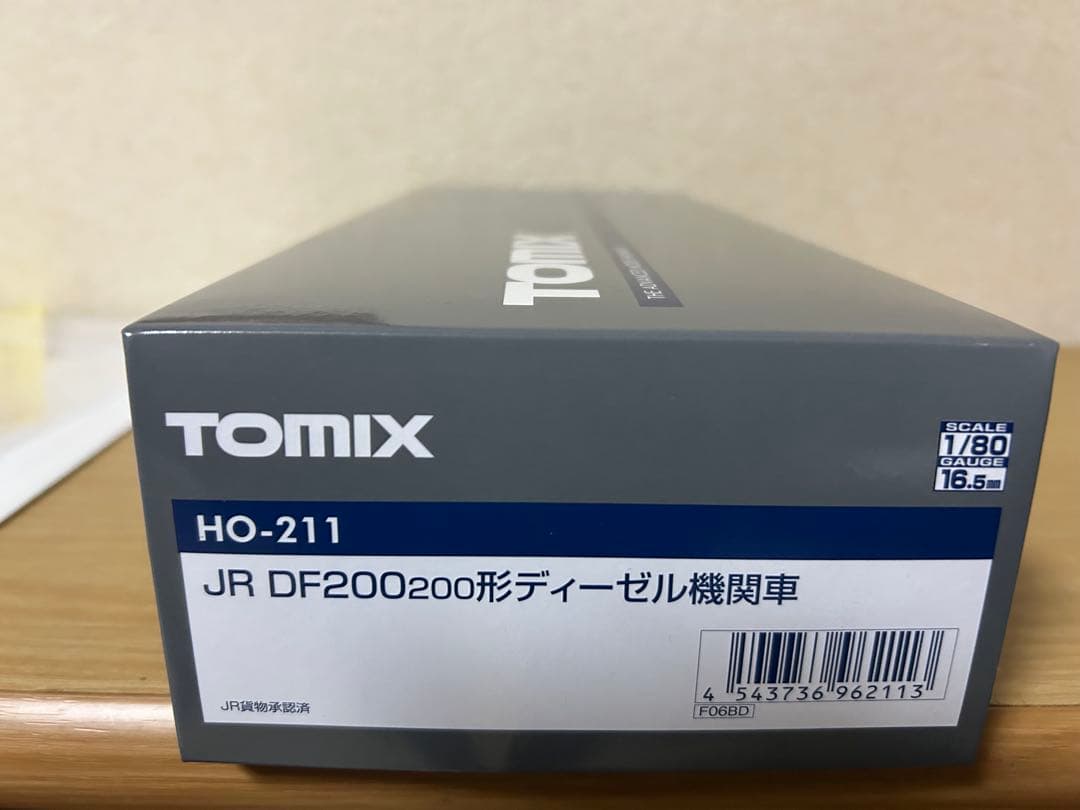 TOMIX
TOMIX
SCALE
1/80
GAUGE
16.5mm
HO-211
JR DF200200形ディーゼル機関車
4 543736 962113
F06BD
JR貨物承認済